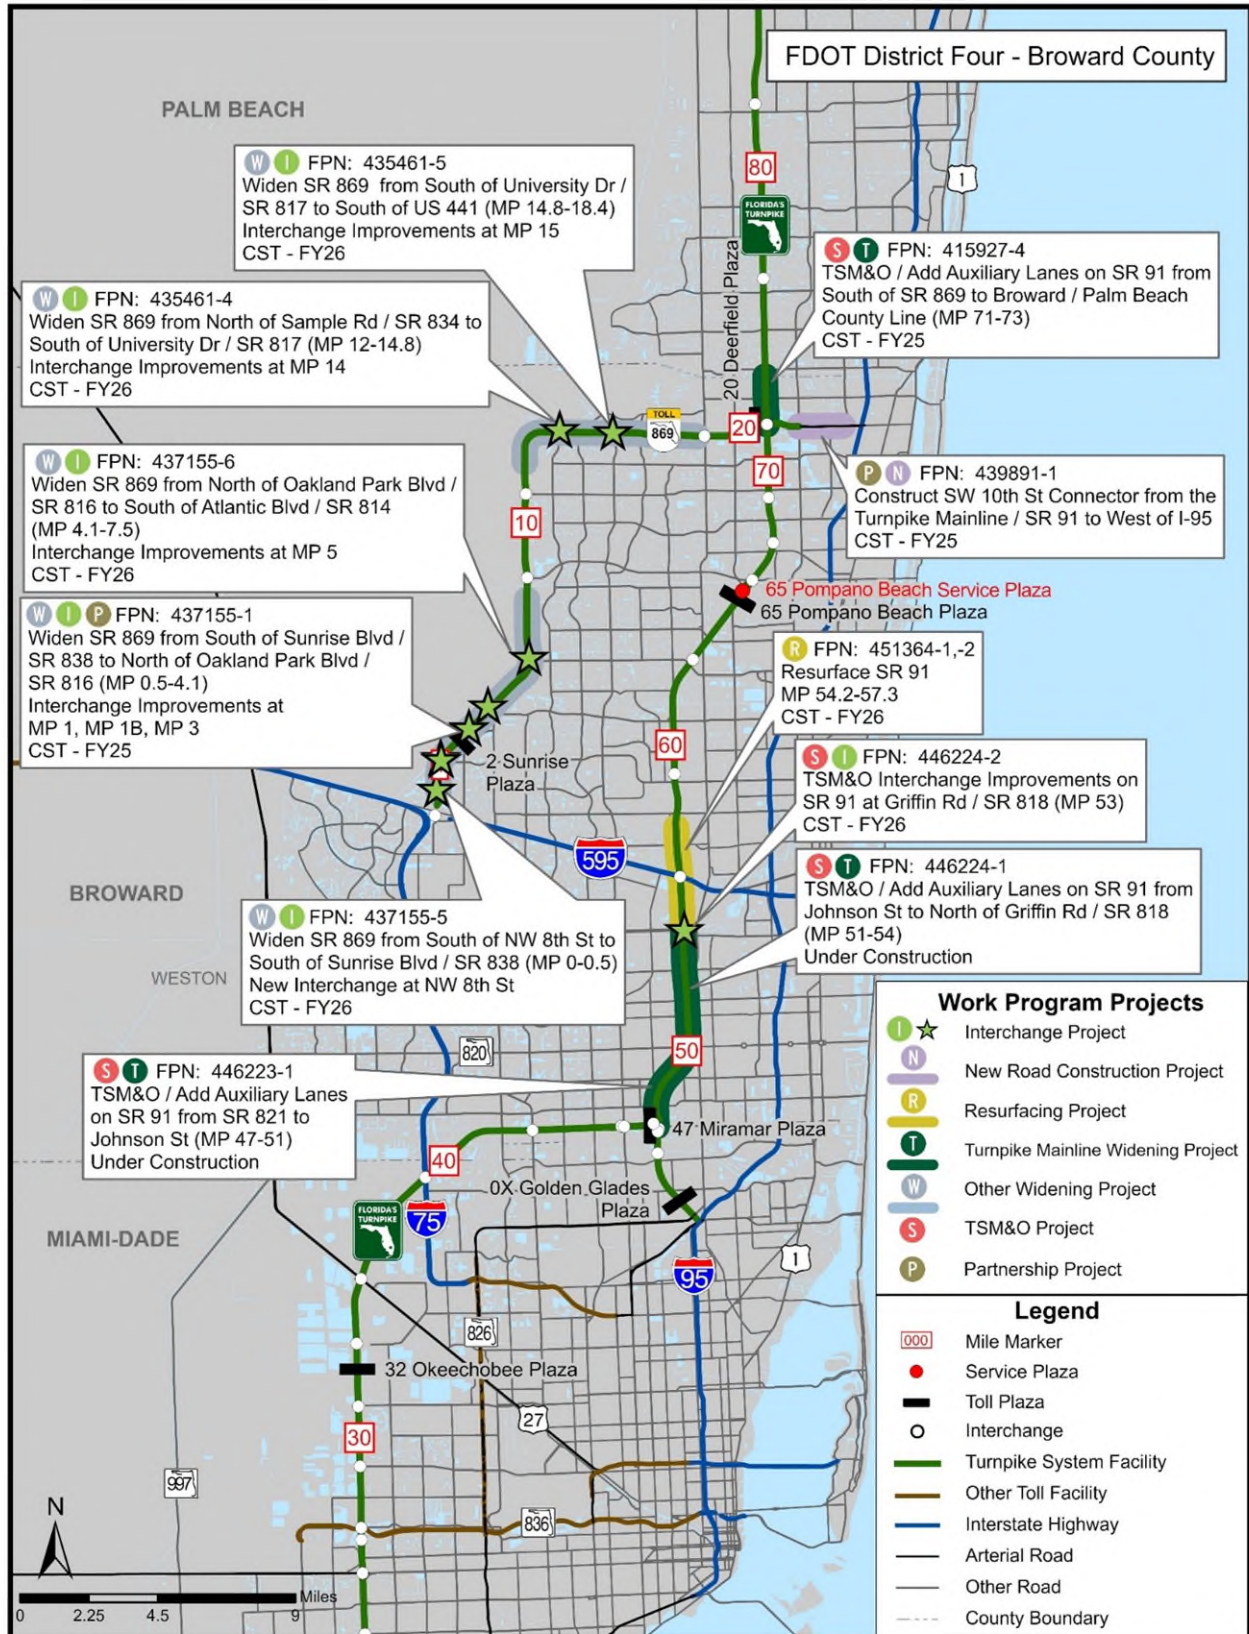 FDOT District Four - Broward County
PALM BEACH
W I FPN: 435461-5
Widen SR 869 from South of University Dr /
SR 817 to South of US 441 (MP 14.8-18.4)
Interchange Improvements at MP 15
CST - FY26
80
1
FLORIDA'S
TURNPIKE
20 Deerfield Plaza
S T FPN: 415927-4
TSM&O / Add Auxiliary Lanes on SR 91 from
South of SR 869 to Broward / Palm Beach
County Line (MP 71-73)
CST - FY25
W I FPN: 435461-4
Widen SR 869 from North of Sample Rd / SR 834 to
South of University Dr / SR 817 (MP 12-14.8)
Interchange Improvements at MP 14
CST - FY26
TOLL
869
20
70
W I FPN: 437155-6
Widen SR 869 from North of Oakland Park Blvd /
SR 816 to South of Atlantic Blvd / SR 814
(MP 4.1-7.5)
Interchange Improvements at MP 5
CST - FY26
10
P N FPN: 439891-1
Construct SW 10th St Connector from the
Turnpike Mainline / SR 91 to West of I-95
CST - FY25
65 Pompano Beach Service Plaza
65 Pompano Beach Plaza
W I P FPN: 437155-1
Widen SR 869 from South of Sunrise Blvd /
SR 838 to North of Oakland Park Blvd /
SR 816 (MP 0.5-4.1)
Interchange Improvements at
MP 1, MP 1B, MP 3
CST - FY25
R FPN: 451364-1,-2
Resurface SR 91
MP 54.2-57.3
CST - FY26
60
2 Sunrise
Plaza
S I FPN: 446224-2
TSM&O Interchange Improvements on
SR 91 at Griffin Rd / SR 818 (MP 53)
CST - FY26
595
S T FPN: 446224-1
TSM&O / Add Auxiliary Lanes on SR 91 from
Johnson St to North of Griffin Rd / SR 818
(MP 51-54)
Under Construction
BROWARD
WESTON
W I FPN: 437155-5
Widen SR 869 from South of NW 8th St to
South of Sunrise Blvd / SR 838 (MP 0-0.5)
New Interchange at NW 8th St
CST - FY26
820
50
S T FPN: 446223-1
TSM&O / Add Auxiliary Lanes
on SR 91 from SR 821 to
Johnson St (MP 47-51)
Under Construction
47 Miramar Plaza
40
0X Golden Glades
Plaza
FLORIDA'S
TURNPIKE
75
MIAMI-DADE
95
1
826
32 Okeechobee Plaza
27
30
997
836
N
Miles
0 2.25 4.5 9
Work Program Projects
I Interchange Project
N New Road Construction Project
R Resurfacing Project
T Turnpike Mainline Widening Project
W Other Widening Project
S TSM&O Project
P Partnership Project
Legend
000 Mile Marker
Service Plaza
Toll Plaza
Interchange
Turnpike System Facility
Other Toll Facility
Interstate Highway
Arterial Road
Other Road
County Boundary